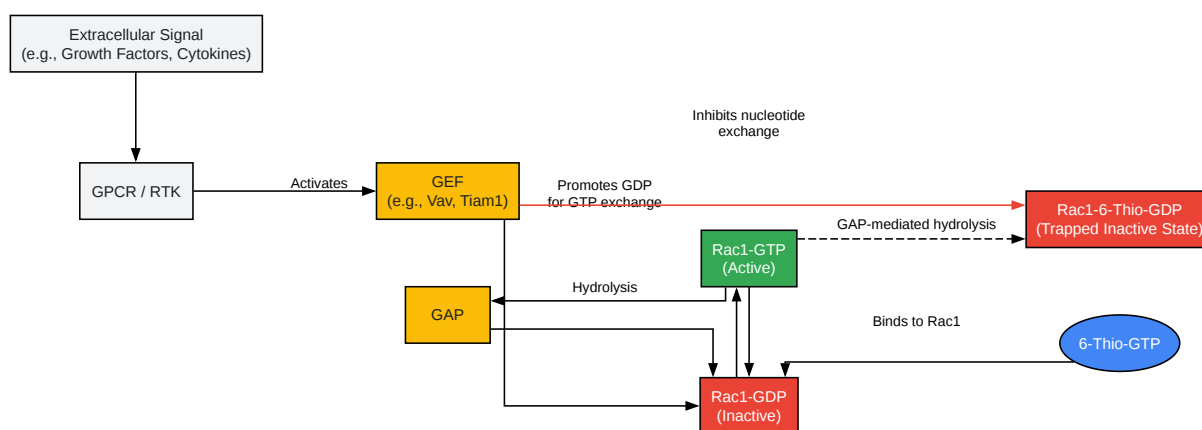 Extracellular Signal
(e.g., Growth Factors, Cytokines)
Inhibits nucleotide
exchange
GPCR / RTK
Activates
GEF
(e.g., Vav, Tiam1)
Promotes GDP
for GTP exchange
Rac1-6-Thio-GDP
(Trapped Inactive State)
GAP-mediated hydrolysis
Rac1-GTP
(Active)
Hydrolysis
GAP
Binds to Rac1
6-Thio-GTP
Rac1-GDP
(Inactive)